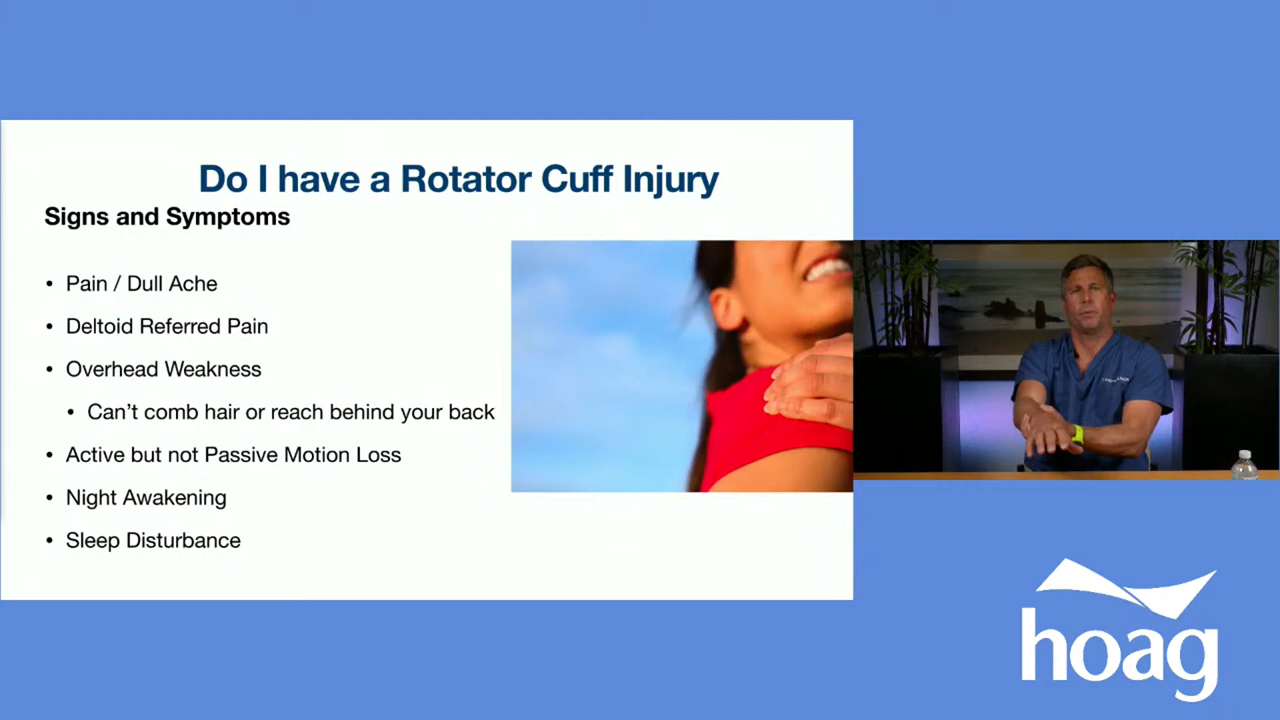 Do I have a Rotator Cuff Injury
Signs and Symptoms
• Pain / Dull Ache
• Deltoid Referred Pain
• Overhead Weakness
• Can’t comb hair or reach behind your back
• Active but not Passive Motion Loss
• Night Awakening
• Sleep Disturbance
hoag